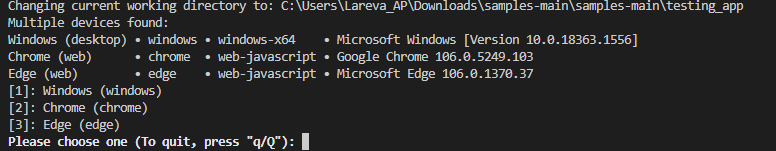 Changing current working directory to: C:\Users\Lareva_AP\Downloads\samples-main\samples-main\testing_app
Multiple devices found:
Windows (desktop) • windows • windows-x64 • Microsoft Windows [Version 10.0.18363.1556]
Chrome (web) • chrome • web-javascript • Google Chrome 106.0.5249.103
Edge (web) • edge • web-javascript • Microsoft Edge 106.0.1370.37
[1]: Windows (windows)
[2]: Chrome (chrome)
[3]: Edge (edge)
Please choose one (To quit, press "q/Q"):